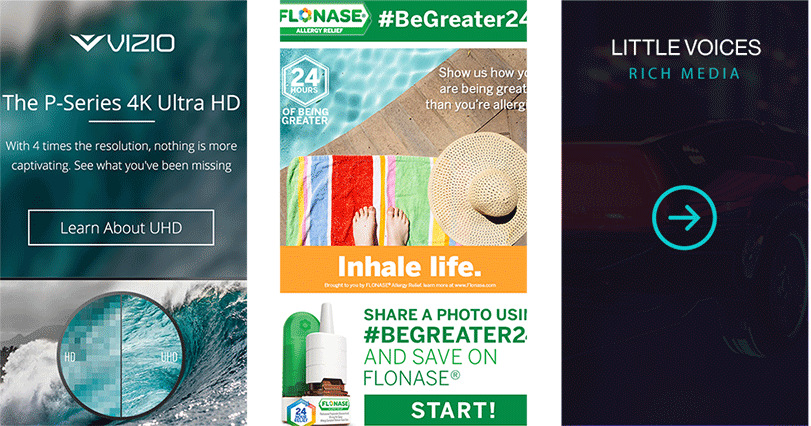 VIZIO
The P-Series 4K Ultra HD
With 4 times the resolution, nothing is more
captivating. See what you've been missing
Learn About UHD
HD
UHD
FLONASE®
ALLERGY RELIEF
#BeGreater24
24
HOURS
OF BEING
GREATER
Show us how yo
are being great
than you're allergi
Inhale life.
Brought to you by FLONASE® Allergy Relief. learn more at www.Flonase.com
SHARE A PHOTO USIN
#BEGREATER24
AND SAVE ON
FLONASE®
FLONASE
24
HOUR
RELIEF
START!
LITTLE VOICES
RICH MEDIA